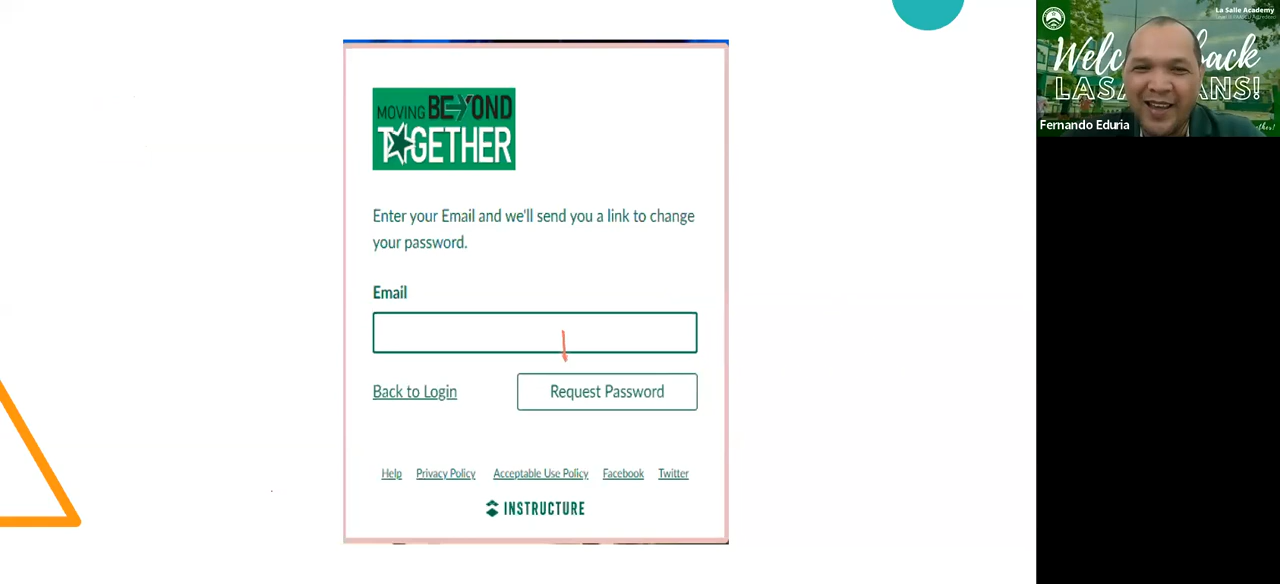 MOVING BEYOND
TOGETHER
Enter your Email and we'll send you a link to change
your password.
Email
Back to Login
Request Password
Help Privacy Policy Acceptable Use Policy Facebook Twitter
INSTRUCTURE
La Salle Academy
Welc back
LASA ANS!
Fernando Eduria